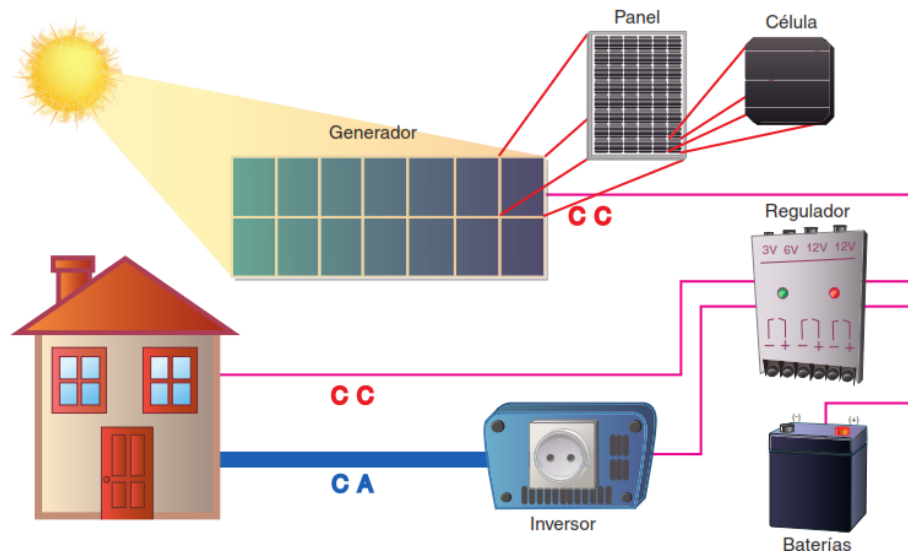 Panel
Célula
Generador
C C
Regulador
3V 6V 12V 12V
- + - + - +
C C
(-) (+)
C A
Inversor
Baterías